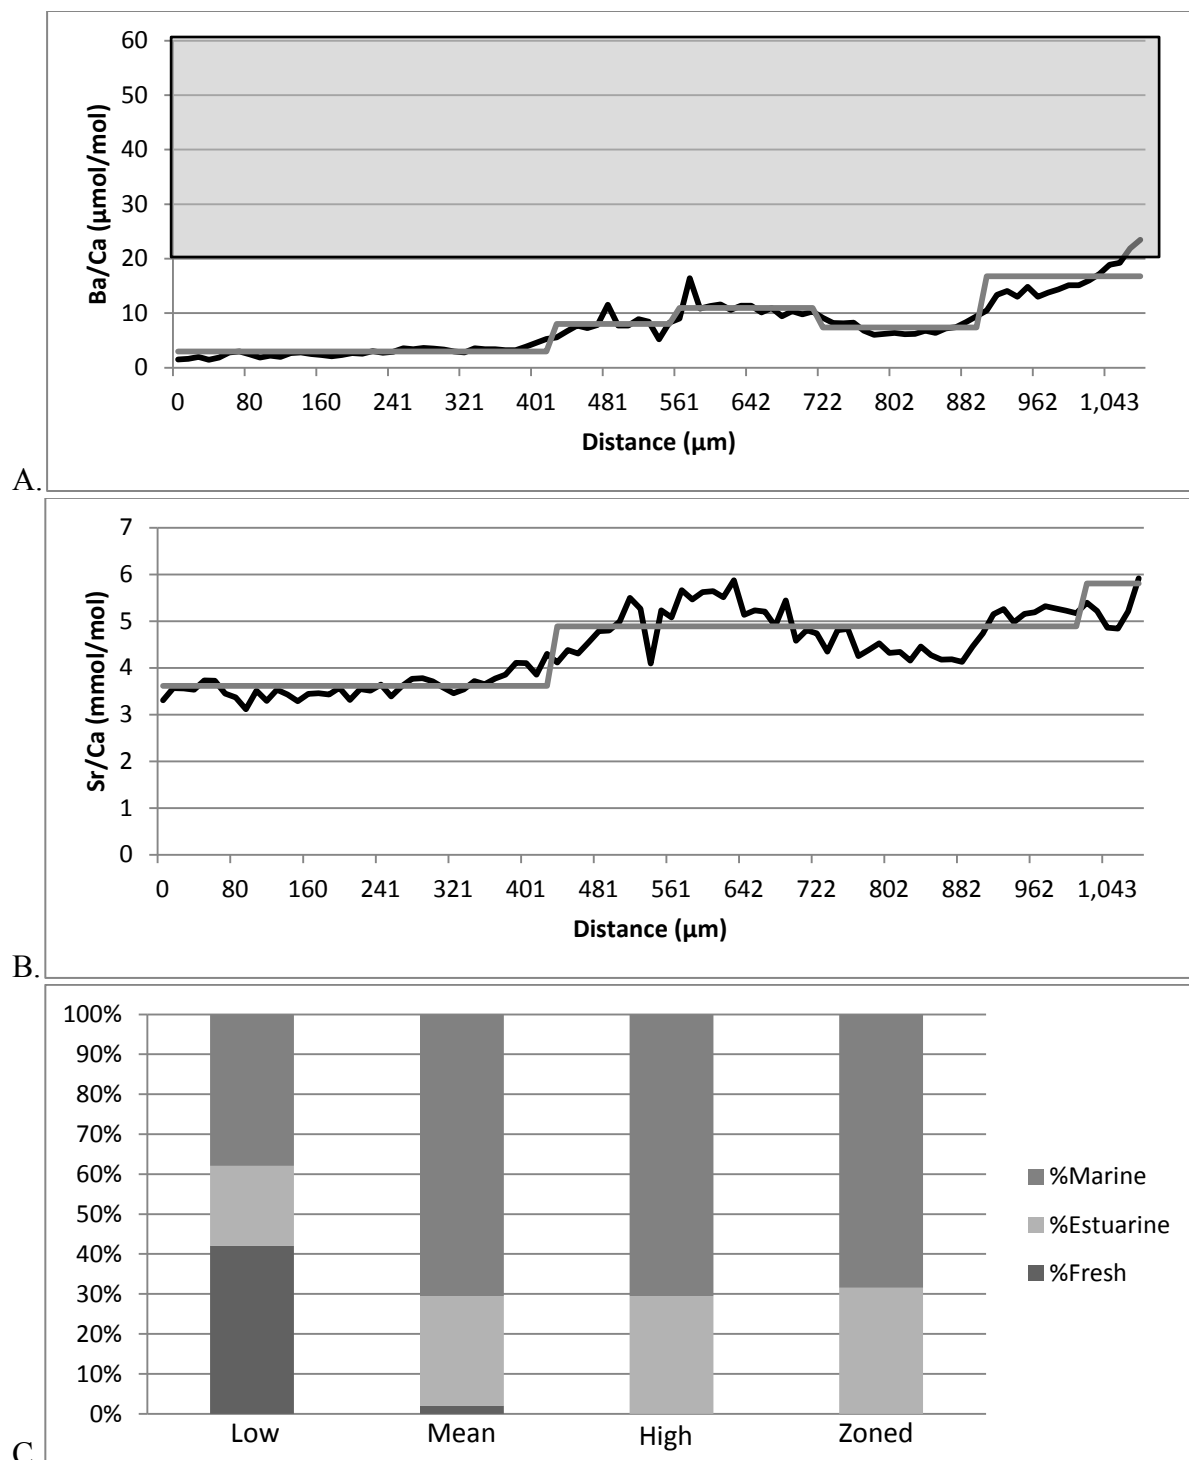 60
50
40
30
20
10
0
Ba/Ca (µmol/mol)
0 80 160 241 321 401 481 561 642 722 802 882 962 1,043
Distance (µm)
A.
7
6
5
4
3
2
1
0
Sr/Ca (mmol/mol)
0 80 160 241 321 401 481 561 642 722 802 882 962 1,043
Distance (µm)
B.
100%
90%
80%
70%
60%
50%
40%
30%
20%
10%
0%
Low Mean High Zoned
%Marine
%Estuarine
%Fresh
C